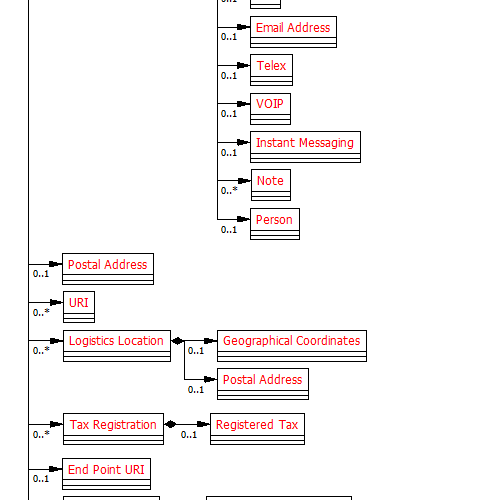 Email Address
0..1
Telex
0..1
VOIP
0..1
Instant Messaging
0..1
Note
0..*
Person
0..1
Postal Address
0..1
URI
0..*
Logistics Location
0..*
Geographical Coordinates
0..1
Postal Address
0..1
Tax Registration
0..*
Registered Tax
0..1
End Point URI
0..1